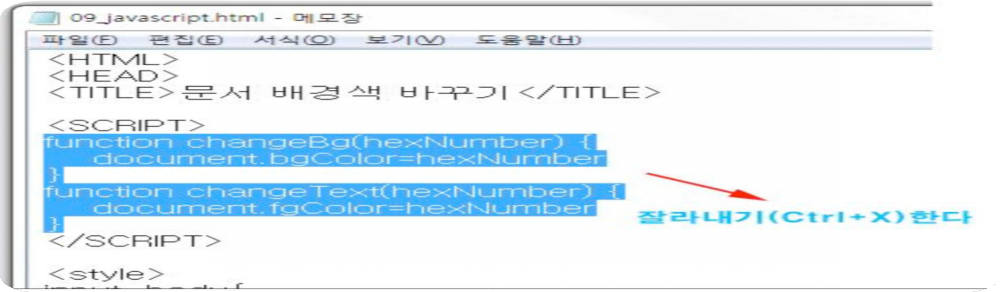 09_javascript.html - 메모장
파일(F) 편집(E) 서식(O) 보기(V) 도움말(H)
<HTML>
<HEAD>
<TITLE>문서 배경색 바꾸기</TITLE>
<SCRIPT>
function changeBg(hexNumber) {
document.bgColor=hexNumber
}
function changeText(hexNumber) {
document.fgColor=hexNumber
}
잘라내기(Ctrl+X)한다
</SCRIPT>
<style>